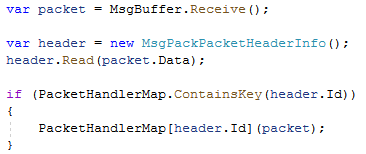 var packet = MsgBuffer.Receive();
var header = new MsgPackPacketHeaderInfo();
header.Read(packet.Data);
if (PacketHandlerMap.ContainsKey(header.Id))
{
PacketHandlerMap[header.Id](packet);
}